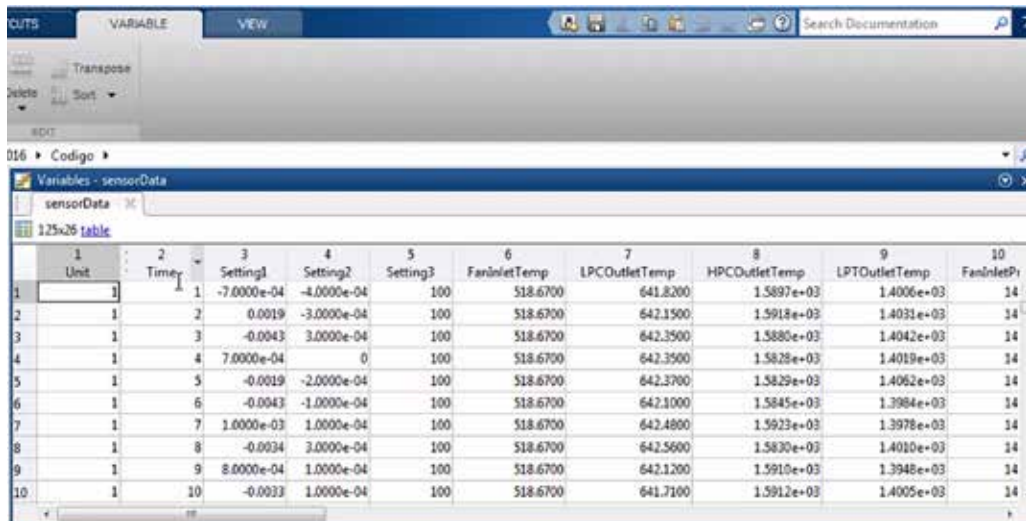 CUTS VARIABLE VIEW Search Documentation
Transpose
Delete Sort
EDIT
016 Codigo
Variables - sensorData
sensorData
125x26 table
1 2 3 4 5 6 7 8 9 10
Unit Time Setting1 Setting2 Setting3 FanInletTemp LPCOutletTemp HPCOutletTemp LPTOutletTemp FanInletPr
1 1 1 -7.0000e-04 -4.0000e-04 100 518.6700 641.8200 1.5897e+03 1.4006e+03 14
2 1 2 0.0019 -3.0000e-04 100 518.6700 642.1500 1.5918e+03 1.4031e+03 14
3 1 3 -0.0043 3.0000e-04 100 518.6700 642.3500 1.5880e+03 1.4042e+03 14
4 1 4 7.0000e-04 0 100 518.6700 642.3500 1.5828e+03 1.4019e+03 14
5 1 5 -0.0019 -2.0000e-04 100 518.6700 642.3700 1.5829e+03 1.4062e+03 14
6 1 6 -0.0043 -1.0000e-04 100 518.6700 642.1000 1.5845e+03 1.3984e+03 14
7 1 7 1.0000e-03 1.0000e-04 100 518.6700 642.4800 1.5923e+03 1.3978e+03 14
8 1 8 -0.0034 3.0000e-04 100 518.6700 642.5600 1.5830e+03 1.4010e+03 14
9 1 9 8.0000e-04 1.0000e-04 100 518.6700 642.1200 1.5910e+03 1.3948e+03 14
10 1 10 -0.0033 1.0000e-04 100 518.6700 641.7100 1.5912e+03 1.4005e+03 14